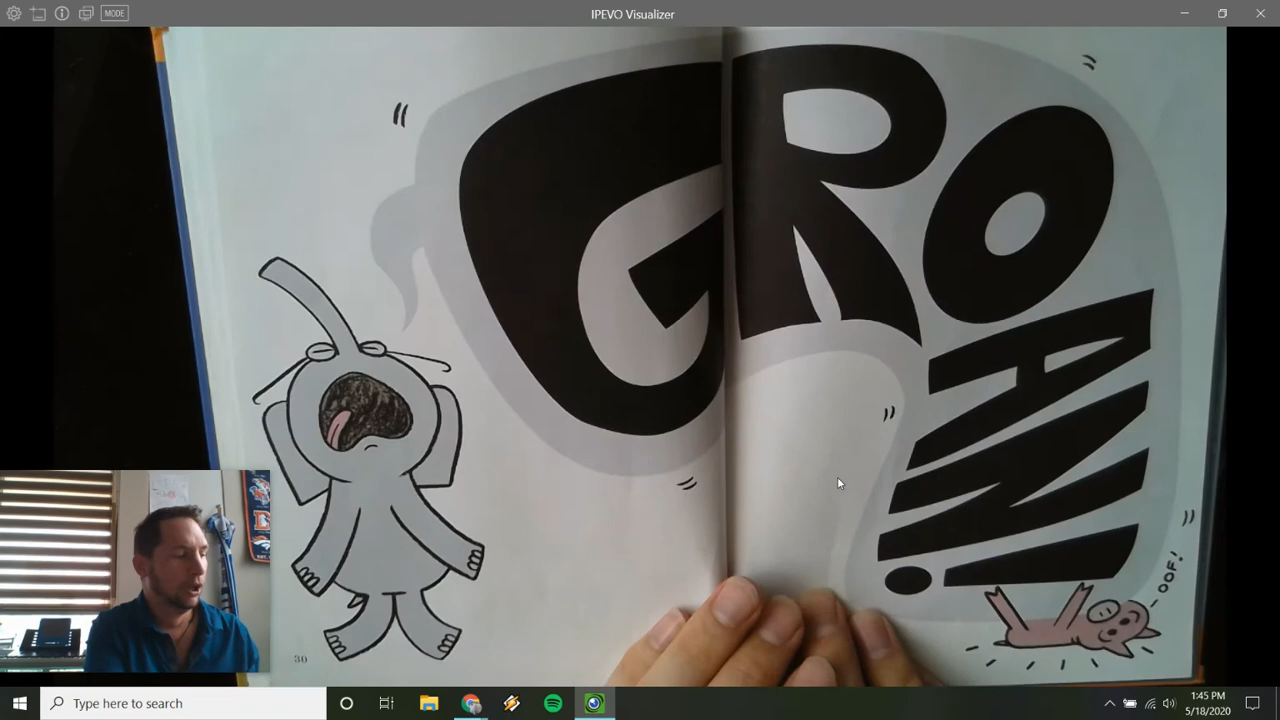 MODE
IPEVO Visualizer
GROAN!
OOF!
30
Type here to search
1:45 PM
5/18/2020